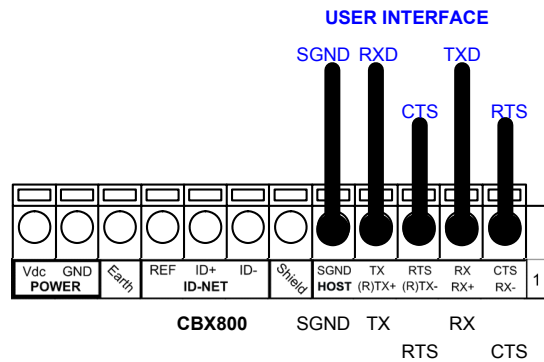 USER INTERFACE
SGND RXD TXD
CTS RTS
Vdc GND Earth REF ID+ ID- Shield SGND TX RTS RX CTS 1
POWER ID-NET HOST (R)TX+ (R)TX- RX+ RX-
CBX800 SGND TX RX
RTS CTS